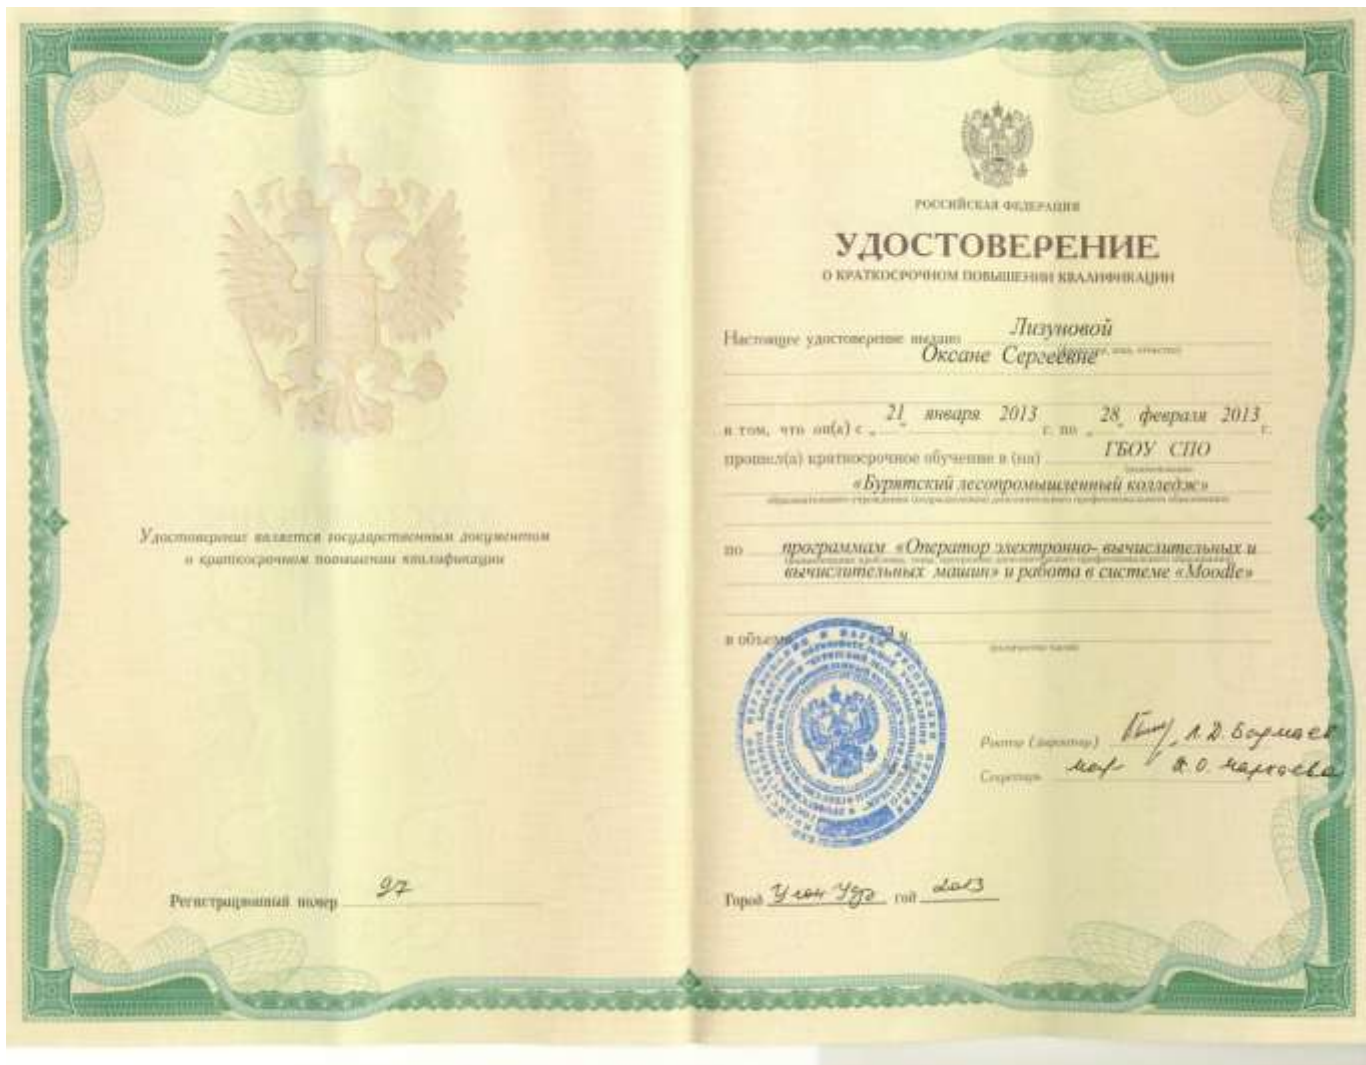 Удостоверение является государственным документом
о краткосрочном повышении квалификации
Регистрационный номер 97
РОССИЙСКАЯ ФЕДЕРАЦИЯ
УДОСТОВЕРЕНИЕ
О КРАТКОСРОЧНОМ ПОВЫШЕНИИ КВАЛИФИКАЦИИ
Настоящее удостоверение выдано Лизуновой
Оксане Сергеевне
в том, что он(а) с „ 21 " января 2013 г. по „ 28 " февраля 2013 г.
прошел(а) краткосрочное обучение в (на) ГБОУ СПО
«Бурятский лесопромышленный колледж»
по программам «Оператор электронно- вычислительных и
вычислительных машин» и работа в системе «Moodle»
в объеме ч
(количество часов)
Ректор (директор)
Секретарь
Город Улан-Удэ год 2013